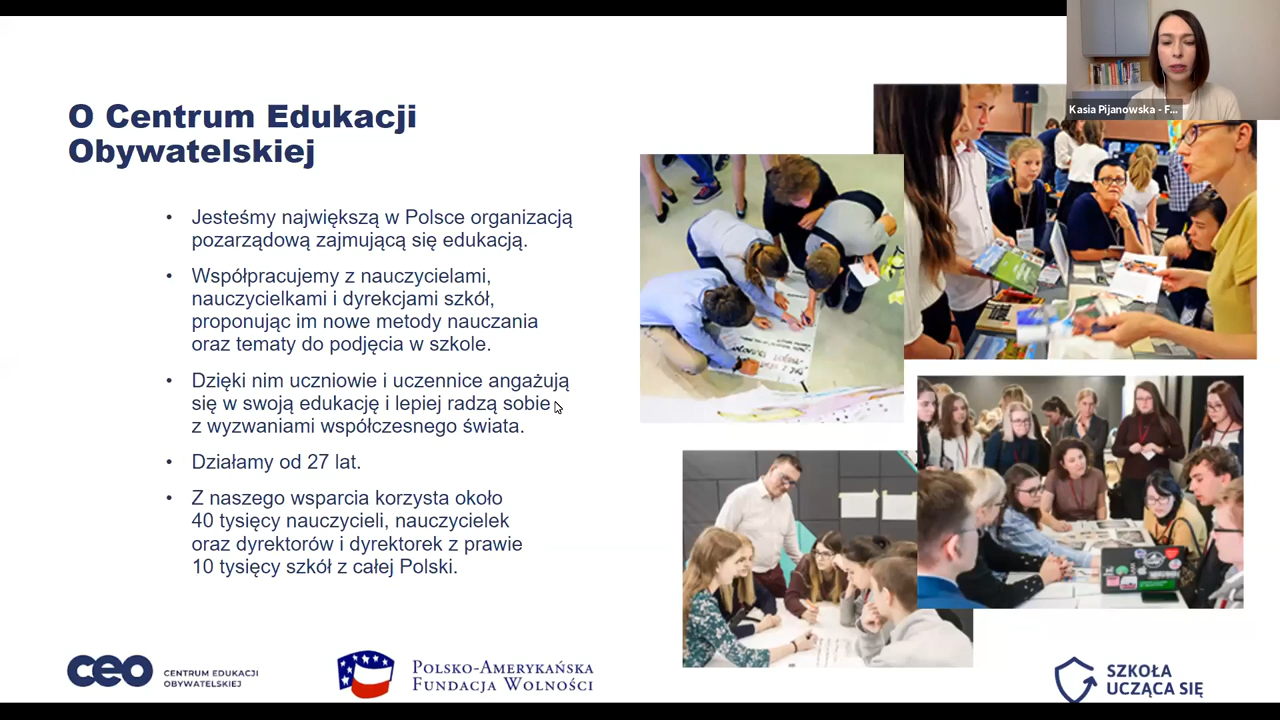 Kasia Pijanowska - F...
O Centrum Edukacji
Obywatelskiej
• Jesteśmy największą w Polsce organizacją
pozarządową zajmującą się edukacją.
• Współpracujemy z nauczycielami,
nauczycielkami i dyrekcjami szkół,
proponując im nowe metody nauczania
oraz tematy do podjęcia w szkole.
• Dzięki nim uczniowie i uczennice angażują
się w swoją edukację i lepiej radzą sobie
z wyzwaniami współczesnego świata.
• Działamy od 27 lat.
• Z naszego wsparcia korzysta około
40 tysięcy nauczycieli, nauczycielek
oraz dyrektorów i dyrektorek z prawie
10 tysięcy szkół z całej Polski.
ceo CENTRUM EDUKACJI
OBYWATELSKIEJ
POLSKO-AMERYKAŃSKA
FUNDACJA WOLNOŚCI
SZKOŁA
UCZĄCA SIĘ